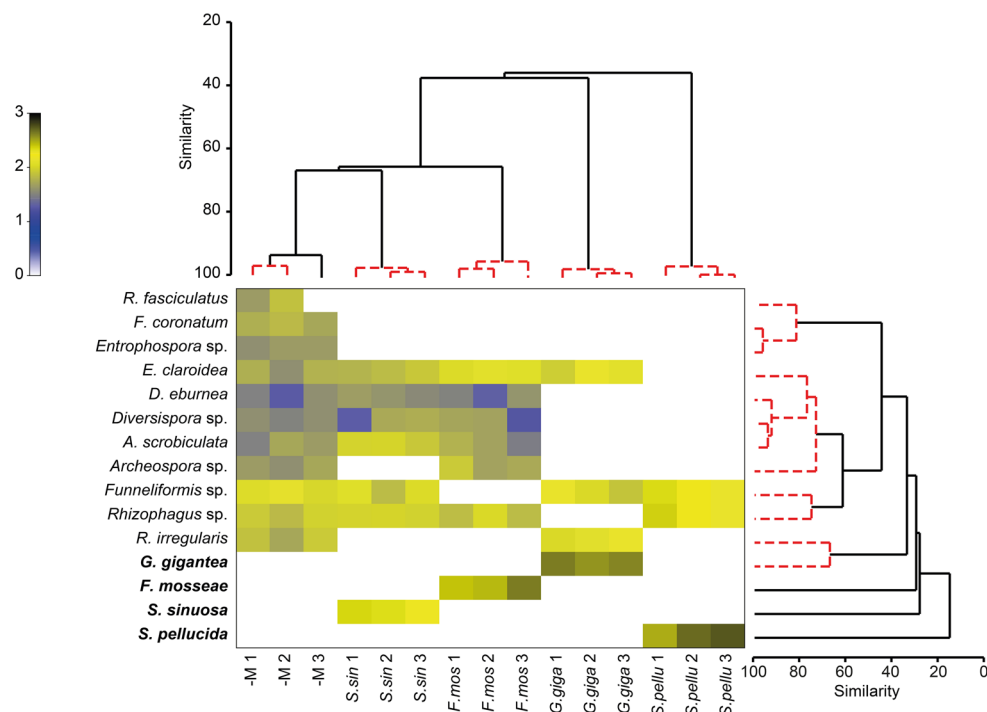 20
40
60
80
100
Similarity
3
2
1
0
R. fasciculatus
F. coronatum
Entrophospora sp.
E. claroidea
D. eburnea
Diversispora sp.
A. scrobiculata
Archeospora sp.
Funneliformis sp.
Rhizophagus sp.
R. irregularis
G. gigantea
F. mosseae
S. sinuosa
S. pellucida
-M 1
-M 2
-M 3
S.sin 1
S.sin 2
S.sin 3
F.mos 1
F.mos 2
F.mos 3
G.giga 1
G.giga 2
G.giga 3
S.pellu 1
S.pellu 2
S.pellu 3
100 80 60 40 20 0
Similarity